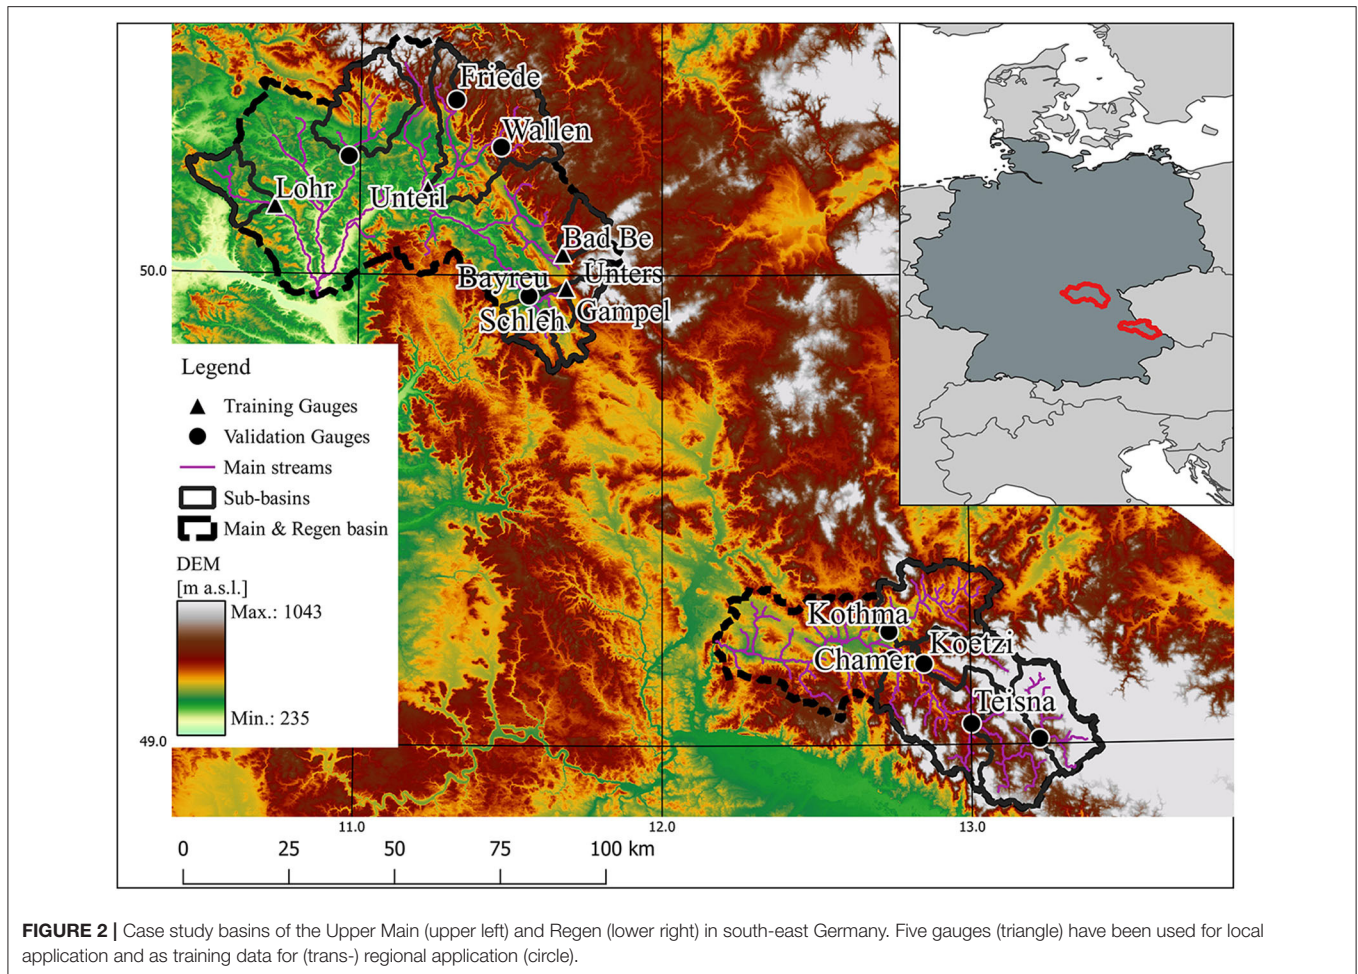 Friede
Wallen
Lohr
Unterl
Bad Be
50.0
Bayreu
Unters
Schleh
Gampel
Legend
Training Gauges
Validation Gauges
Main streams
Sub-basins
Main & Regen basin
DEM
[m a.s.l.]
Max.: 1043
Min.: 235
Kothma
Koetzi
Chamer
Teisna
49.0
11.0
12.0
13.0
0 25 50 75 100 km
FIGURE 2 | Case study basins of the Upper Main (upper left) and Regen (lower right) in south-east Germany. Five gauges (triangle) have been used for local
application and as training data for (trans-) regional application (circle).